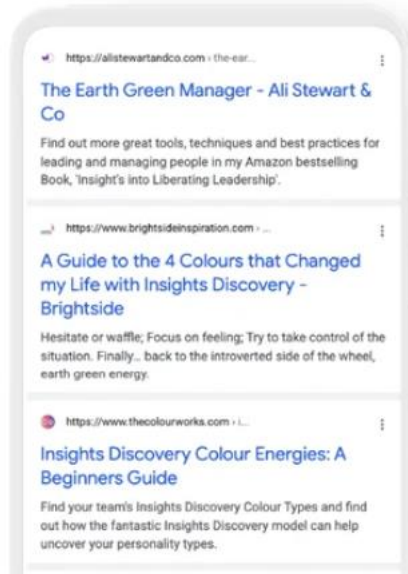 https://alistewartandco.com › the-ear...
The Earth Green Manager - Ali Stewart &
Co
Find out more great tools, techniques and best practices for
leading and managing people in my Amazon bestselling
Book, 'Insight's into Liberating Leadership'.
https://www.brightsideinspiration.com › ...
A Guide to the 4 Colours that Changed
my Life with Insights Discovery -
Brightside
Hesitate or waffle; Focus on feeling; Try to take control of the
situation. Finally... back to the introverted side of the wheel,
earth green energy.
https://www.thecolourworks.com › i...
Insights Discovery Colour Energies: A
Beginners Guide
Find your team's Insights Discovery Colour Types and find
out how the fantastic Insights Discovery model can help
uncover your personality types.